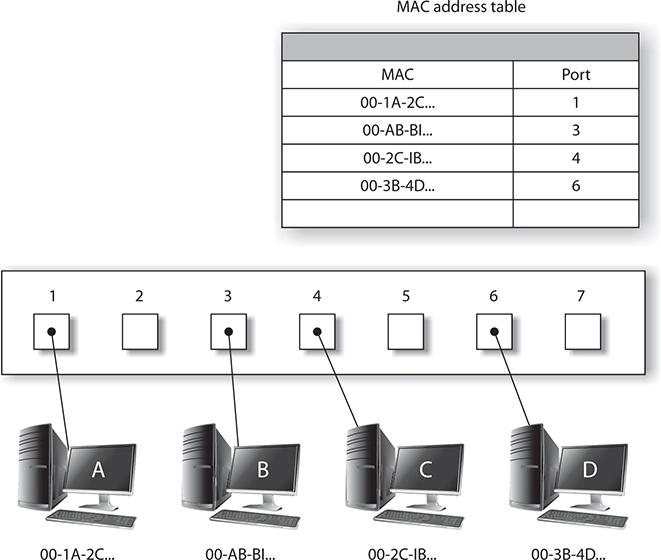 MAC address table
MAC Port
00-1A-2C... 1
00-AB-BI... 3
00-2C-IB... 4
00-3B-4D... 6
1 2 3 4 5 6 7
A B C D
00-1A-2C... 00-AB-BI... 00-2C-IB... 00-3B-4D...